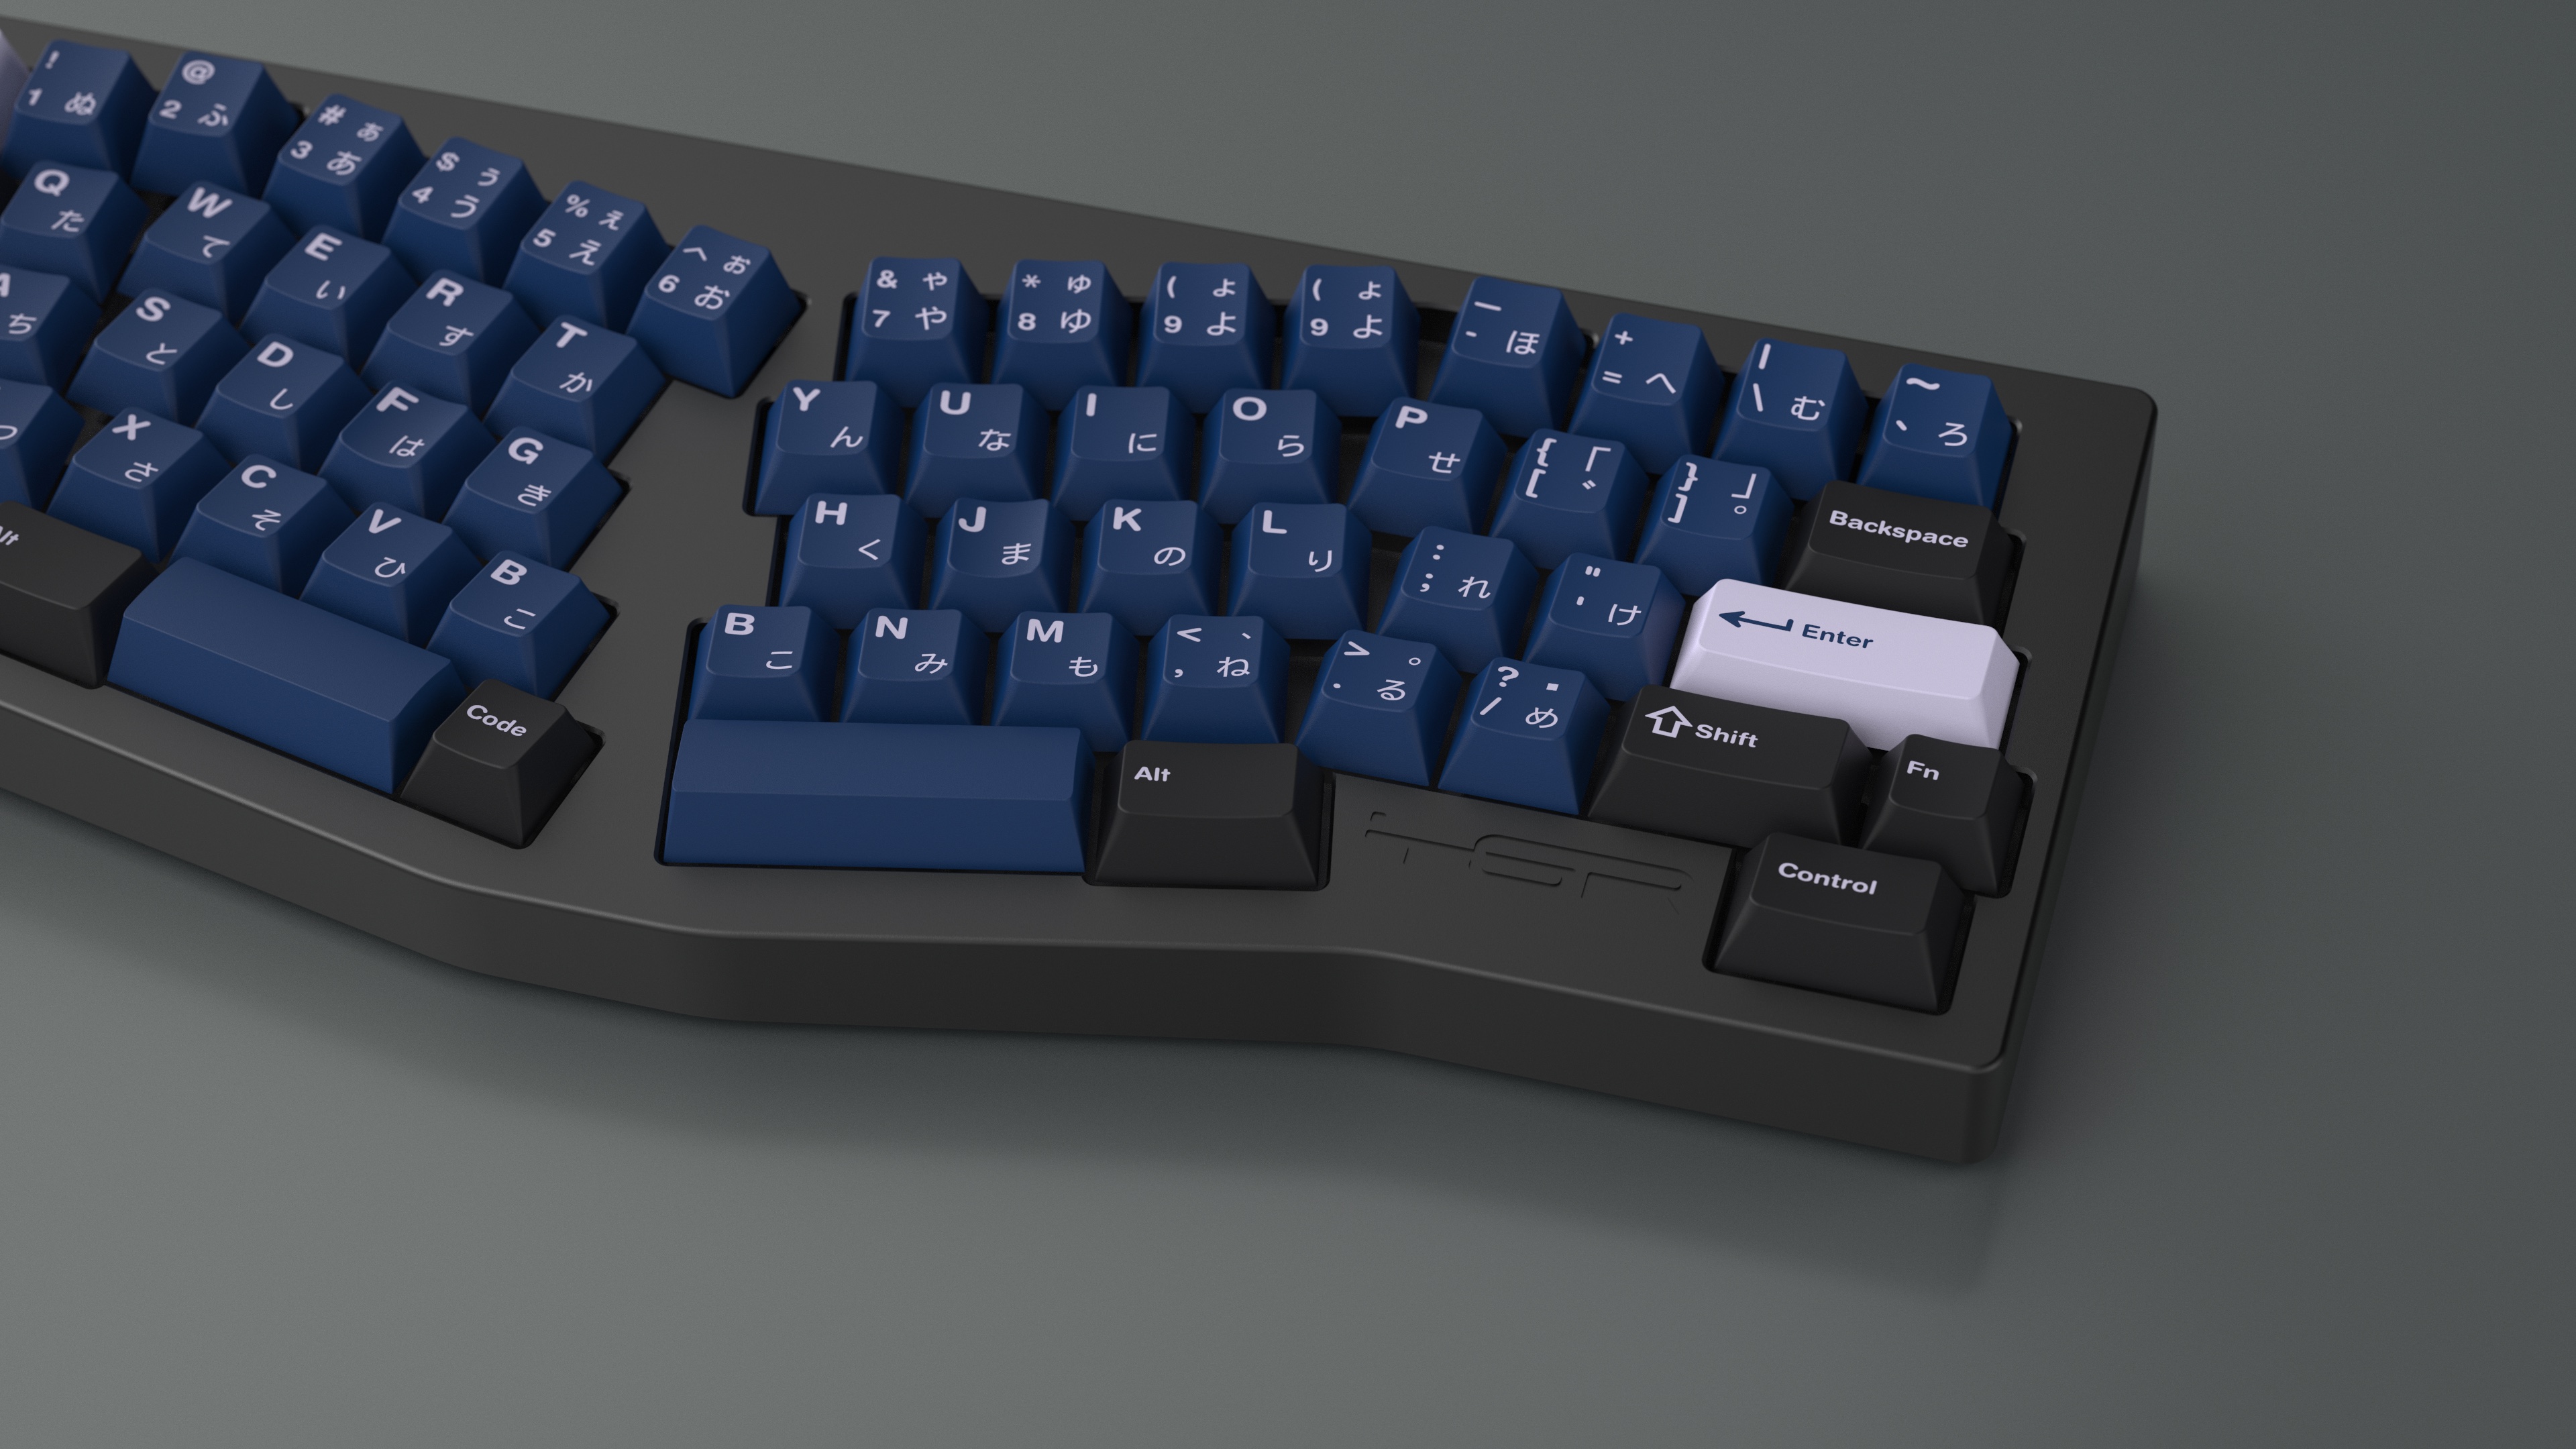 ! 1 ぬ
@ 2 ふ
# ぁ 3 あ
$ ぅ 4 う
% ぇ 5 え
^ ぉ 6 お
& ゃ 7 や
* ゅ 8 ゆ
( ょ 9 よ
( ょ 9 よ
— - ほ
+ = へ
| \ む
~ ` ろ
Q た
W て
E い
R す
T か
Y ん
U な
I に
O ら
P せ
{ 「 [ ゛
} 」 ] ゜
Backspace
A ち
S と
D し
F は
G き
H く
J ま
K の
L り
: ; れ
" ' け
Enter
X さ
C そ
V ひ
B こ
B こ
N み
M も
< 、 , ね
> 。 . る
? ・ / め
Shift
Fn
Code
Alt
Control
TGR